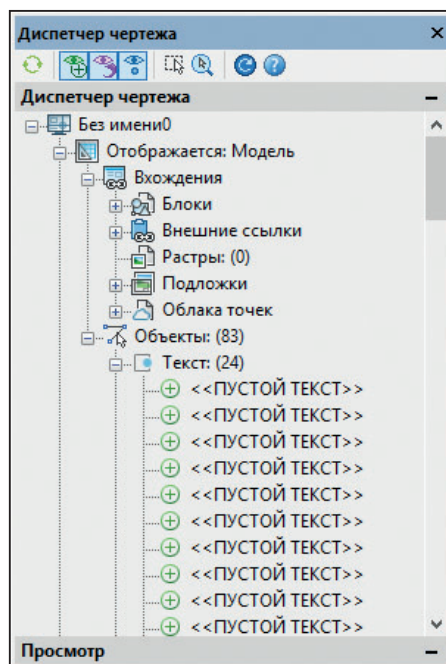 Диспетчер чертежа
Диспетчер чертежа
Без имени0
Отображается: Модель
Вхождения
Блоки
Внешние ссылки
Растры: (0)
Подложки
Облака точек
Объекты: (83)
Текст: (24)
<<ПУСТОЙ ТЕКСТ>>
<<ПУСТОЙ ТЕКСТ>>
<<ПУСТОЙ ТЕКСТ>>
<<ПУСТОЙ ТЕКСТ>>
<<ПУСТОЙ ТЕКСТ>>
<<ПУСТОЙ ТЕКСТ>>
<<ПУСТОЙ ТЕКСТ>>
<<ПУСТОЙ ТЕКСТ>>
<<ПУСТОЙ ТЕКСТ>>
<<ПУСТОЙ ТЕКСТ>>
Просмотр